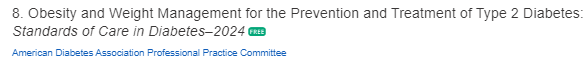 8. Obesity and Weight Management for the Prevention and Treatment of Type 2 Diabetes:
Standards of Care in Diabetes–2024 FREE
American Diabetes Association Professional Practice Committee